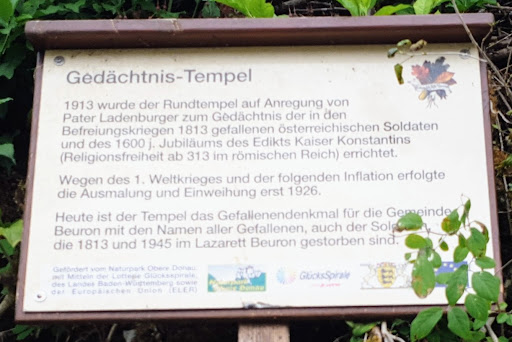 Gedächtnis-Tempel
1913 wurde der Rundtempel auf Anregung von
Pater Ladenburger zum Gedächtnis der in den
Befreiungskriegen 1813 gefallenen österreichischen Soldaten
und des 1600 j. Jubiläums des Edikts Kaiser Konstantins
(Religionsfreiheit ab 313 im römischen Reich) errichtet.
Wegen des 1. Weltkrieges und der folgenden Inflation erfolgte
die Ausmalung und Einweihung erst 1926.
Heute ist der Tempel das Gefallenendenkmal für die Gemeinde
Beuron mit den Namen aller Gefallenen, auch der
die 1813 und 1945 im Lazarett Beuron gestorben sind.
Gefördert vom Naturpark Obere Donau
mit Mitteln der Lotterie Glücksspirale,
des Landes Baden-Württemberg sowie
der Europäischen Union (ELER)
Obere Donau
GlücksSpirale